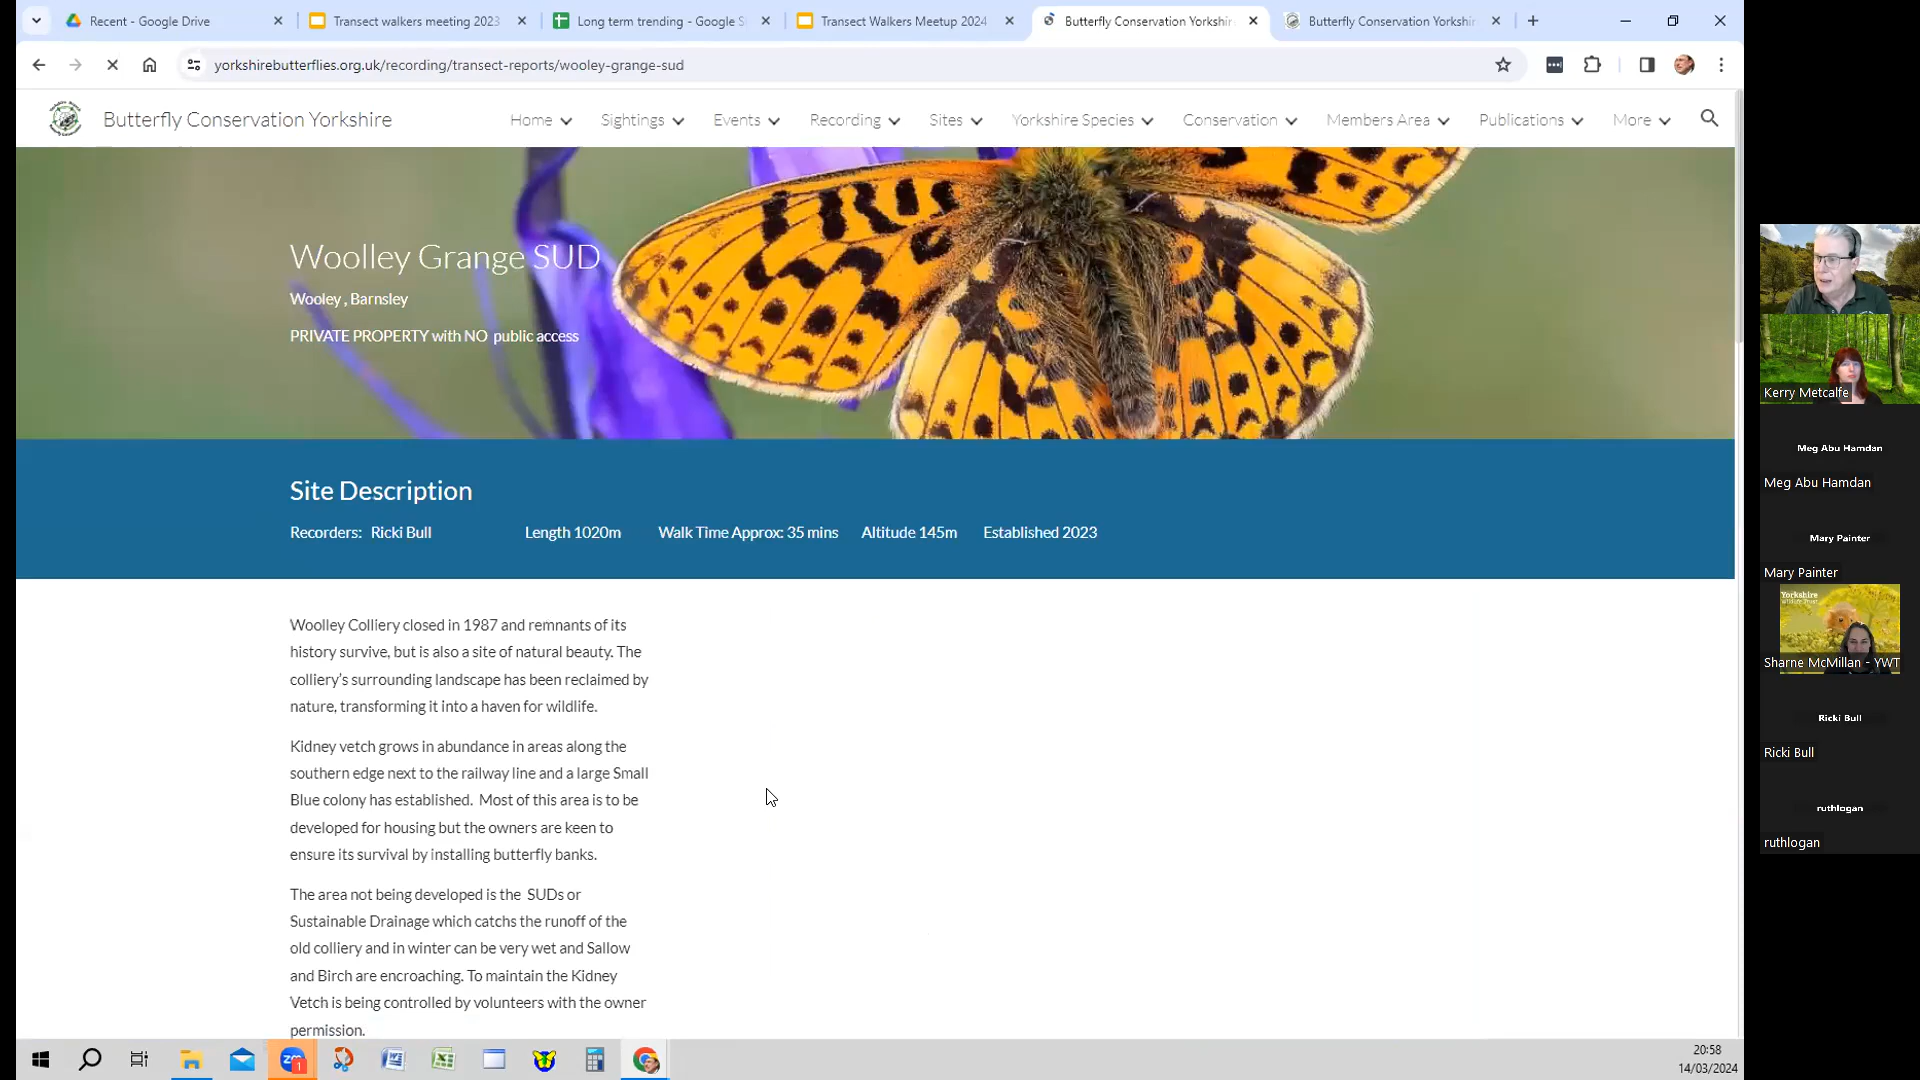 Recent - Google Drive
Transect walkers meeting 2023
Long term trending - Google S
Transect Walkers Meetup 2024
Butterfly Conservation Yorkshir
Butterfly Conservation Yorkshir
yorkshirebutterflies.org.uk/recording/transect-reports/wooley-grange-sud
Butterfly Conservation Yorkshire
Home
Sightings
Events
Recording
Sites
Yorkshire Species
Conservation
Members Area
Publications
More
Woolley Grange SUD
Wooley , Barnsley
PRIVATE PROPERTY with NO public access
Site Description
Recorders: Ricki Bull Length 1020m Walk Time Approx: 35 mins Altitude 145m Established 2023
Woolley Colliery closed in 1987 and remnants of its
history survive, but is also a site of natural beauty. The
colliery's surrounding landscape has been reclaimed by
nature, transforming it into a haven for wildlife.
Kidney vetch grows in abundance in areas along the
southern edge next to the railway line and a large Small
Blue colony has established. Most of this area is to be
developed for housing but the owners are keen to
ensure its survival by installing butterfly banks.
The area not being developed is the SUDs or
Sustainable Drainage which catchs the runoff of the
old colliery and in winter can be very wet and Sallow
and Birch are encroaching. To maintain the Kidney
Vetch is being controlled by volunteers with the owner
permission.
Kerry Metcalfe
Meg Abu Hamdan
Meg Abu Hamdan
Mary Painter
Mary Painter
Yorkshire
Sharne McMillan - YWT
Ricki Bull
Ricki Bull
ruthlogan
ruthlogan
20:58
14/03/2024